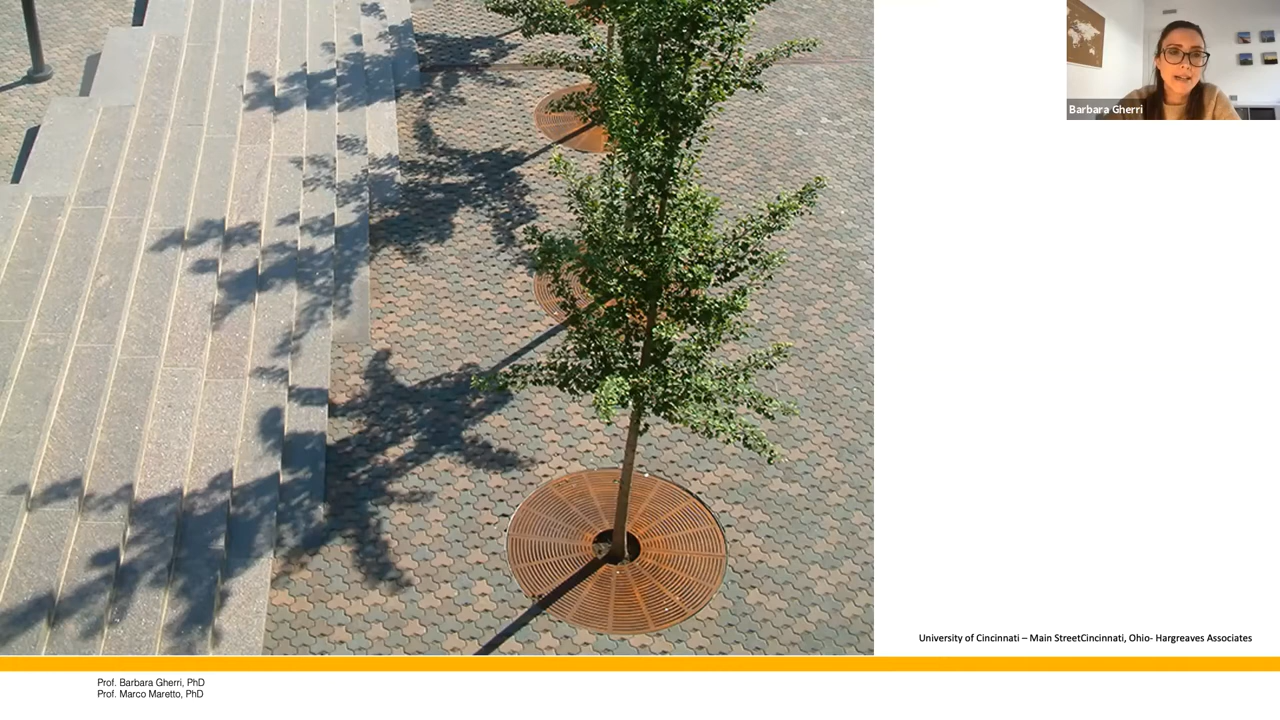 Barbara Gherri
University of Cincinnati – Main StreetCincinnati, Ohio- Hargreaves Associates
Prof. Barbara Gherri, PhD
Prof. Marco Maretto, PhD